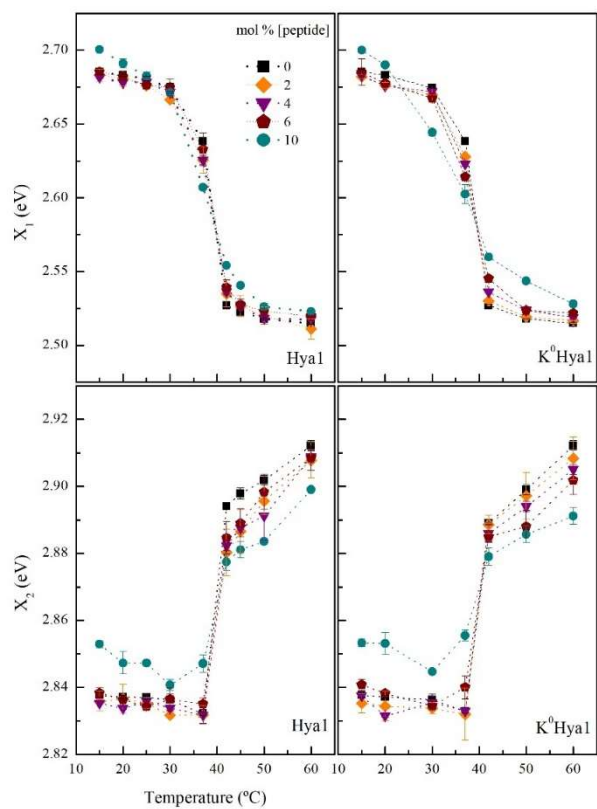 mol % [peptide]
0
2
4
6
10
2.70
2.65
2.60
2.55
2.50
X₁ (eV)
Hya1
K⁰Hya1
2.92
2.90
2.88
2.86
2.84
2.82
X₂ (eV)
Hya1
K⁰Hya1
10 20 30 40 50 60 10 20 30 40 50 60
Temperature (ºC)